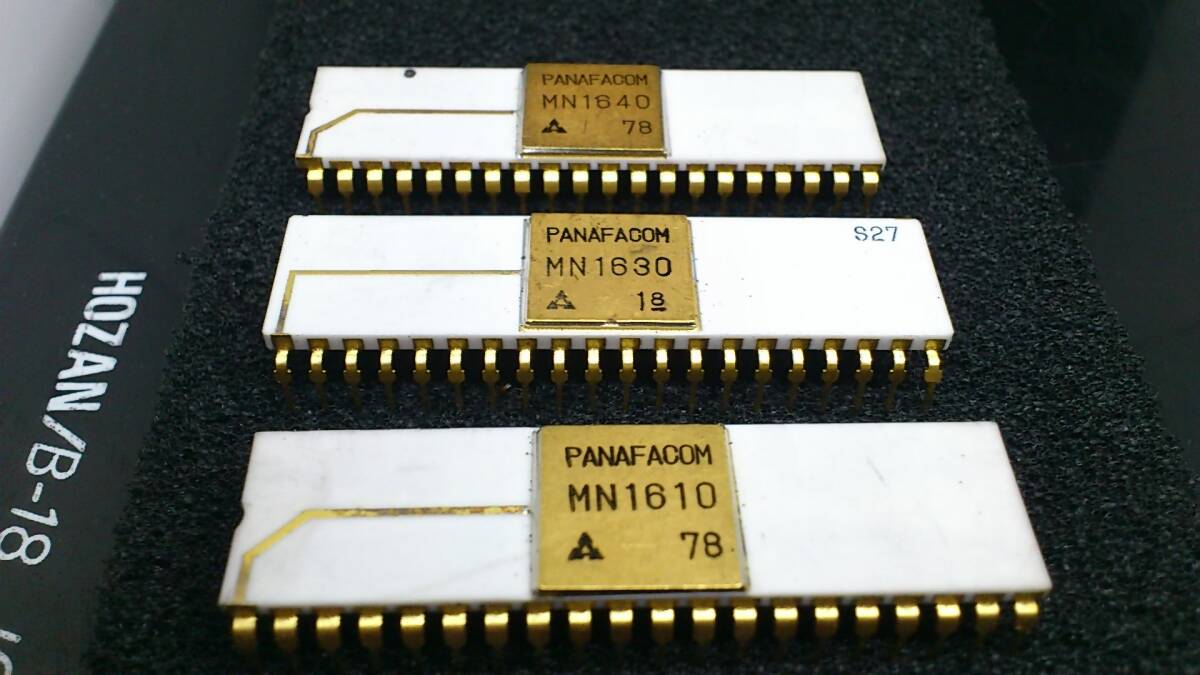 PANAFACOM
MN1640
78
PANAFACOM
MN1630
18
S27
PANAFACOM
MN1610
78
HOZAN/B-18